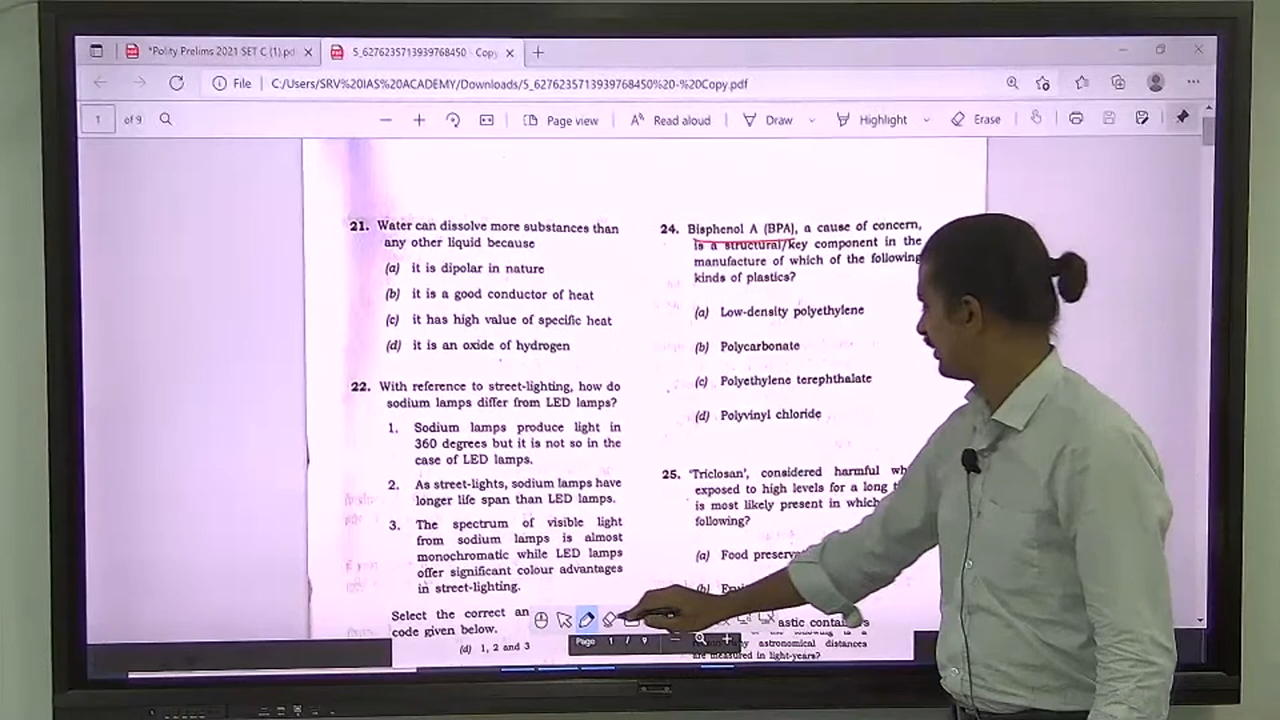 *Polity Prelims 2021 SET C (1).pd
5_6276235713939768450 - Copy
File
C:/Users/SRV%20IAS%20ACADEMY/Downloads/5_6276235713939768450%20-%20Copy.pdf
1 of 9
Page view
Read aloud
Draw
Highlight
Erase
21. Water can dissolve more substances than
any other liquid because
(a) it is dipolar in nature
(b) it is a good conductor of heat
(c) it has high value of specific heat
(d) it is an oxide of hydrogen
22. With reference to street-lighting, how do
sodium lamps differ from LED lamps?
1. Sodium lamps produce light in
360 degrees but it is not so in the
case of LED lamps.
2. As street-lights, sodium lamps have
longer life span than LED lamps.
3. The spectrum of visible light
from sodium lamps is almost
monochromatic while LED lamps
offer significant colour advantages
in street-lighting.
Select the correct an
code given below.
(d) 1, 2 and 3
24. Bisphenol A (BPA), a cause of concern,
is a structural/key component in the
manufacture of which of the following
kinds of plastics?
(a) Low-density polyethylene
(b) Polycarbonate
(c) Polyethylene terephthalate
(d) Polyvinyl chloride
25. 'Triclosan', considered harmful wh
exposed to high levels for a long t
is most likely present in which
following?
(a) Food preserva
(b)
astic contain s
astronomical distances
are measured in light-years?
Page 1 / 9